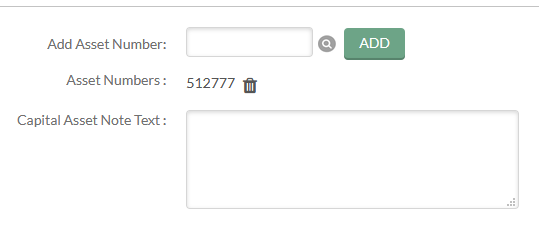 Add Asset Number: ADD
Asset Numbers : 512777
Capital Asset Note Text :